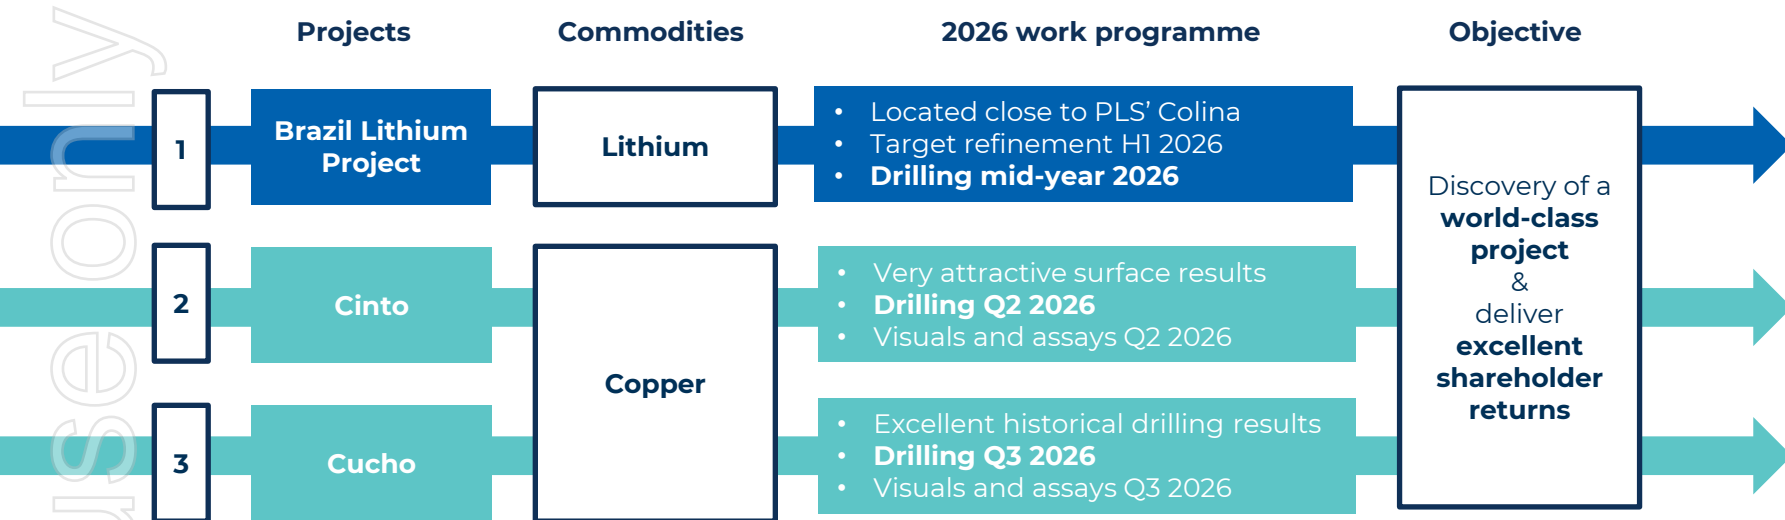 Projects
Commodities
2026 work programme
Objective
1
Brazil Lithium
Project
Lithium
• Located close to PLS' Colina
• Target refinement H1 2026
• Drilling mid-year 2026
2
Cinto
Copper
• Very attractive surface results
• Drilling Q2 2026
• Visuals and assays Q2 2026
3
Cucho
• Excellent historical drilling results
• Drilling Q3 2026
• Visuals and assays Q3 2026
Discovery of a
world-class
project
&
deliver
excellent
shareholder
returns
use only